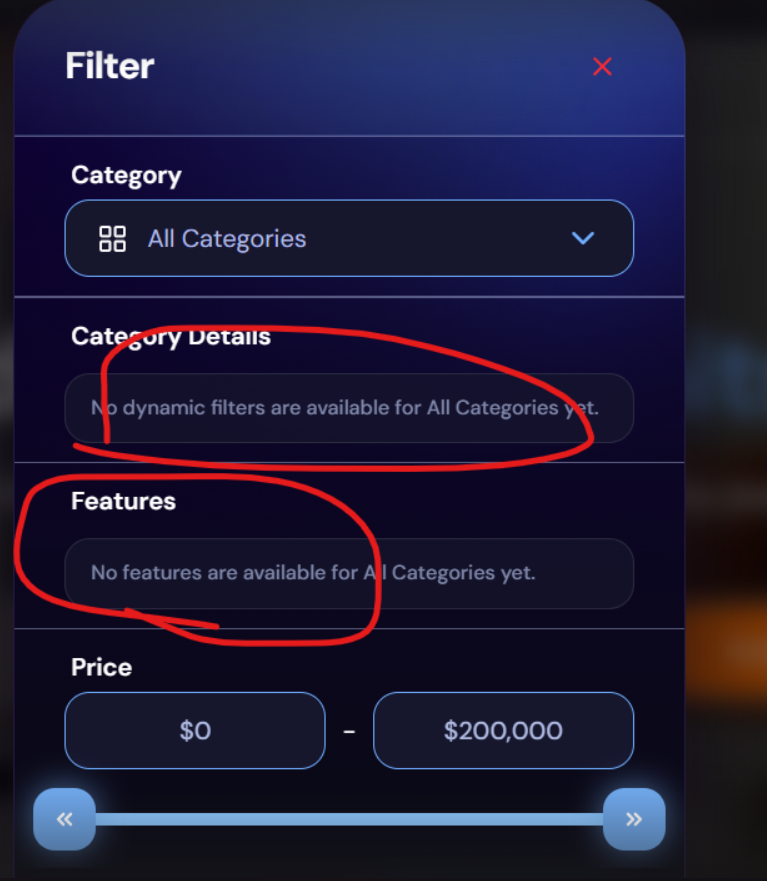 Filter
Category
All Categories
Category Details
No dynamic filters are available for All Categories yet.
Features
No features are available for All Categories yet.
Price
$0 - $200,000
« »